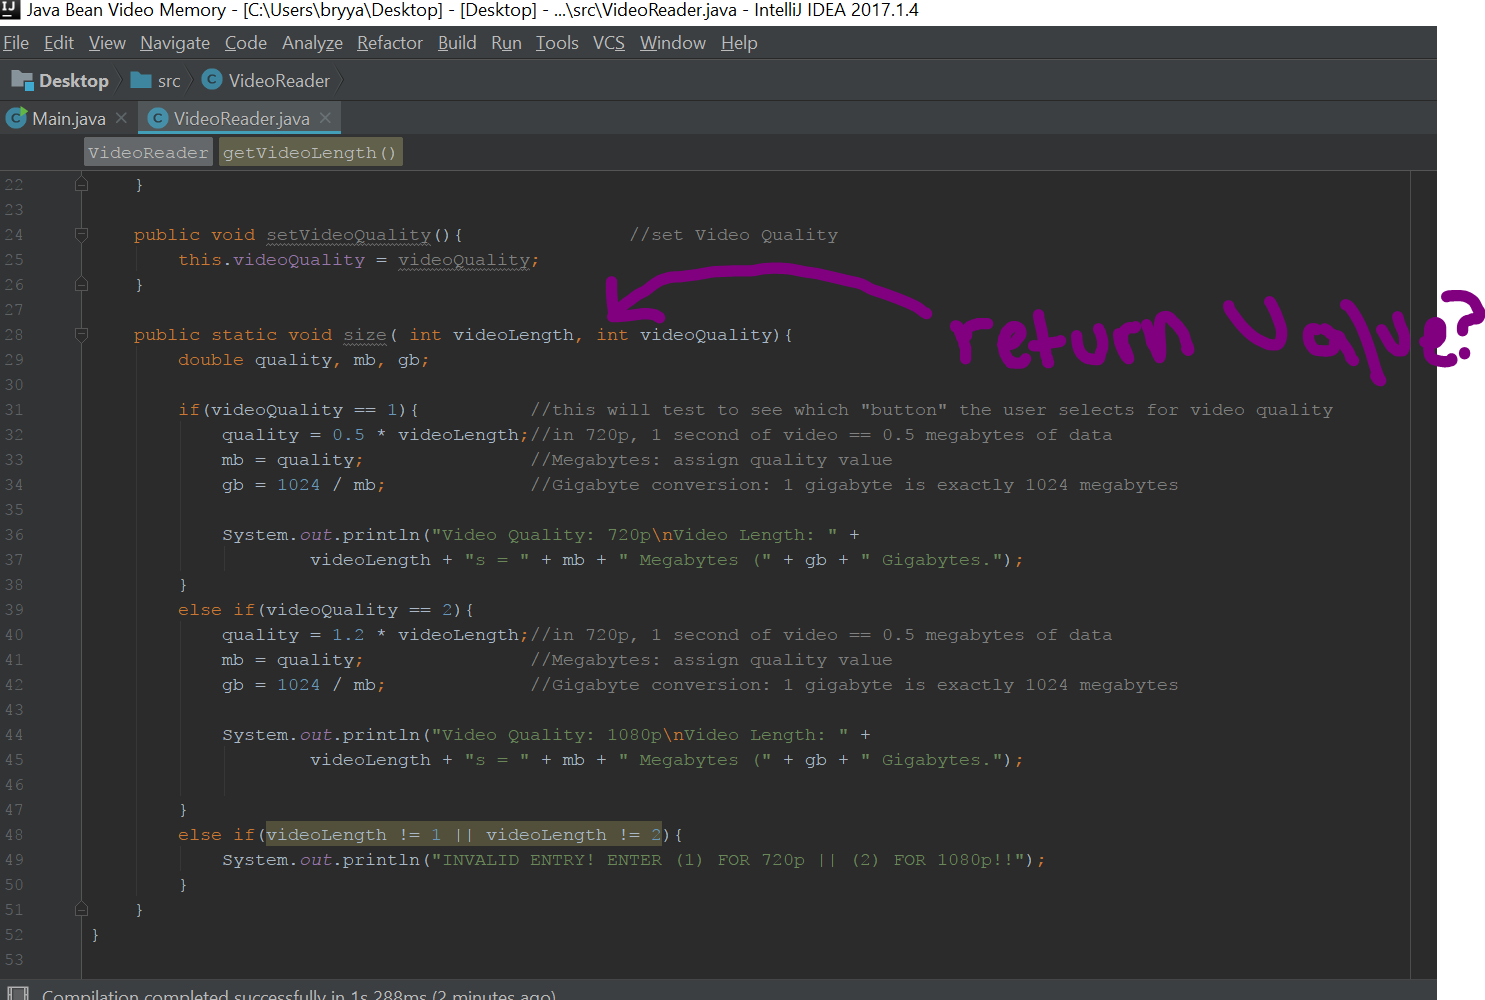 Java Bean Video Memory - [C:\Users\bryya\Desktop] - [Desktop] - ...\src\VideoReader.java - IntelliJ IDEA 2017.1.4
File Edit View Navigate Code Analyze Refactor Build Run Tools VCS Window Help
Desktop src VideoReader
Main.java VideoReader.java
VideoReader getVideoLength()
22 }
23
24 public void setVideoQuality(){ //set Video Quality
25 this.videoQuality = videoQuality;
26 }
27
28 public static void size( int videoLength, int videoQuality){
return Value?
29 double quality, mb, gb;
30
31 if(videoQuality == 1){ //this will test to see which "button" the user selects for video quality
32 quality = 0.5 * videoLength;//in 720p, 1 second of video == 0.5 megabytes of data
33 mb = quality; //Megabytes: assign quality value
34 gb = 1024 / mb; //Gigabyte conversion: 1 gigabyte is exactly 1024 megabytes
35
36 System.out.println("Video Quality: 720p\nVideo Length: " +
37 videoLength + "s = " + mb + " Megabytes (" + gb + " Gigabytes.");
38 }
39 else if(videoQuality == 2){
40 quality = 1.2 * videoLength;//in 720p, 1 second of video == 0.5 megabytes of data
41 mb = quality; //Megabytes: assign quality value
42 gb = 1024 / mb; //Gigabyte conversion: 1 gigabyte is exactly 1024 megabytes
43
44 System.out.println("Video Quality: 1080p\nVideo Length: " +
45 videoLength + "s = " + mb + " Megabytes (" + gb + " Gigabytes.");
46
47 }
48 else if(videoLength != 1 || videoLength != 2){
49 System.out.println("INVALID ENTRY! ENTER (1) FOR 720p || (2) FOR 1080p!!");
50 }
51 }
52 }
53
Compilation completed successfully in 1s 288ms (2 minutes ago)